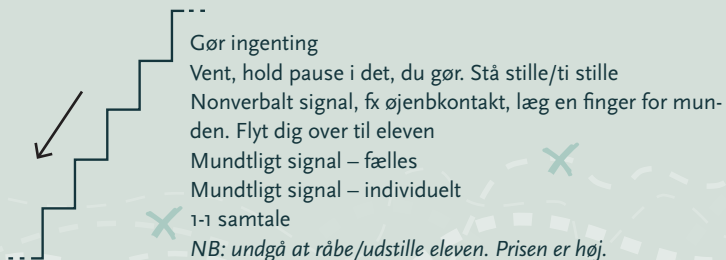 Gør ingenting
Vent, hold pause i det, du gør. Stå stille/ti stille
Nonverbalt signal, fx øjenbkontakt, læg en finger for mun-
den. Flyt dig over til eleven
Mundtligt signal – fælles
Mundtligt signal – individuelt
1-1 samtale
NB: undgå at råbe/udstille eleven. Prisen er høj.